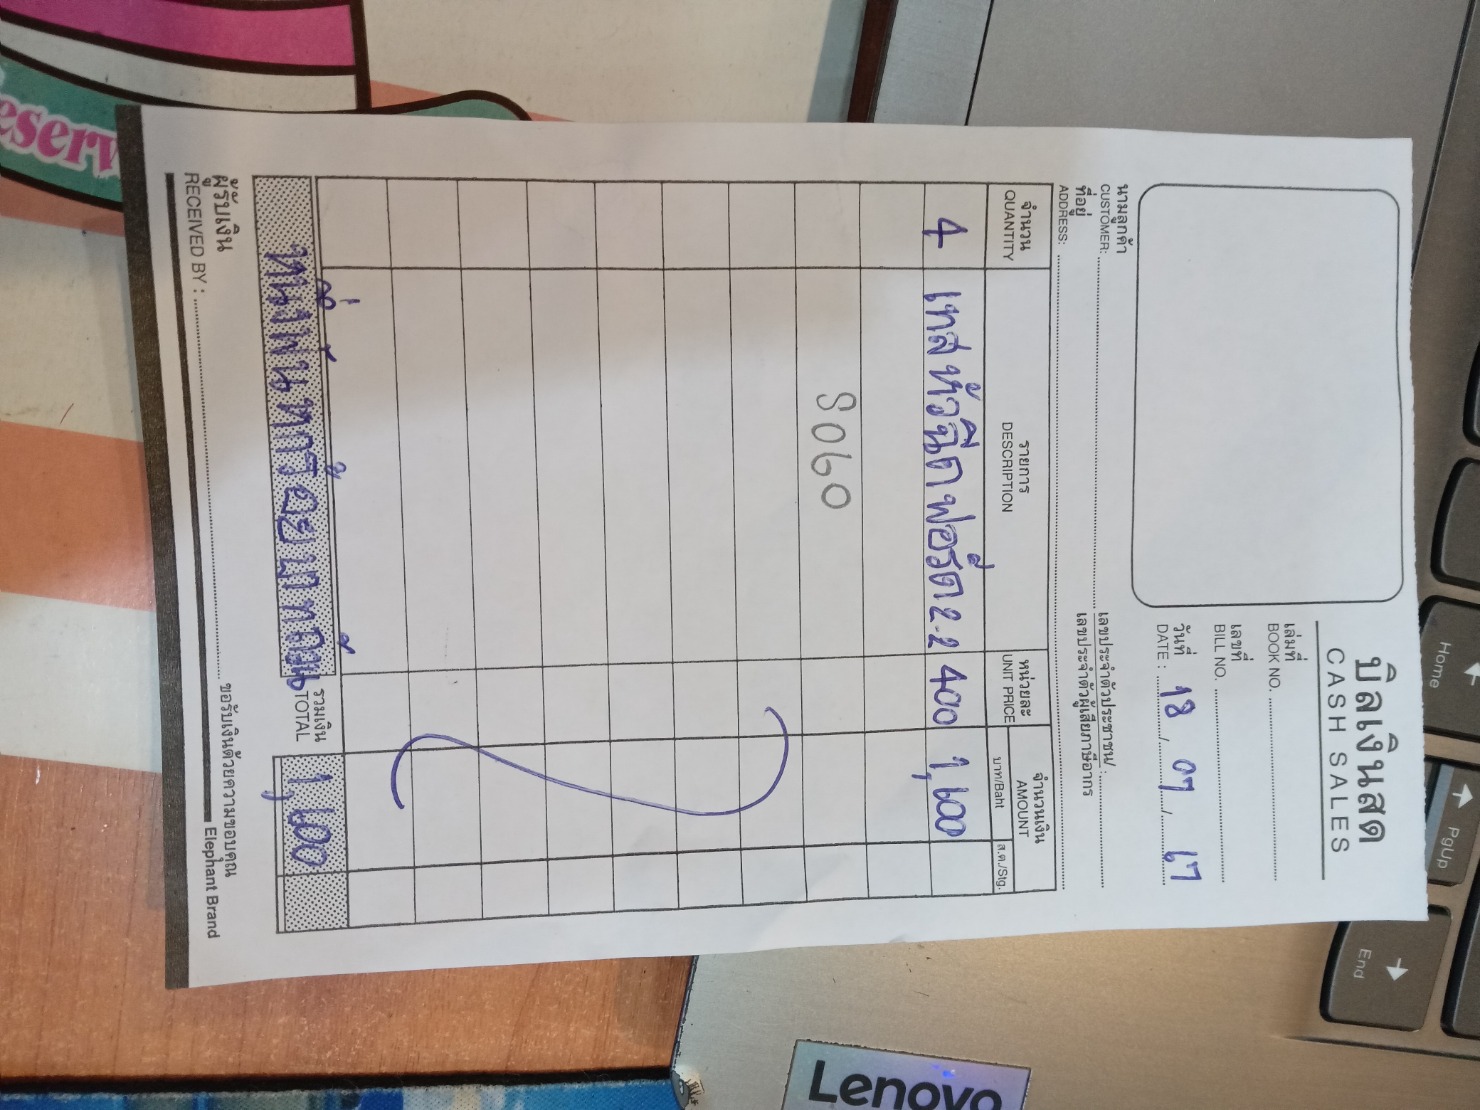 บิลเงินสด
CASH SALES
เล่มที่
BOOK NO.
เลขที่
BILL NO.
วันที่
DATE : 18 / 07 / 67
นามลูกค้า
CUSTOMER:
เลขประจำตัวประชาชน/
ที่อยู่
ADDRESS:
เลขประจำตัวผู้เสียภาษีอากร
จำนวน
QUANTITY
รายการ
DESCRIPTION
หน่วยละ
UNIT PRICE
จำนวนเงิน
AMOUNT
บาท/Baht
ส.ต./Stg.
4 เทส หัวฉีดฟอร์ด 2.2 400 1,600
8060
หนึ่งพันหกร้อยบาทถ้วน
รวมเงิน
TOTAL
1,600
ผู้รับเงิน
RECEIVED BY :
ขอรับเงินด้วยความขอบคุณ
Elephant Brand
Home
PgUp
End
Lenovo